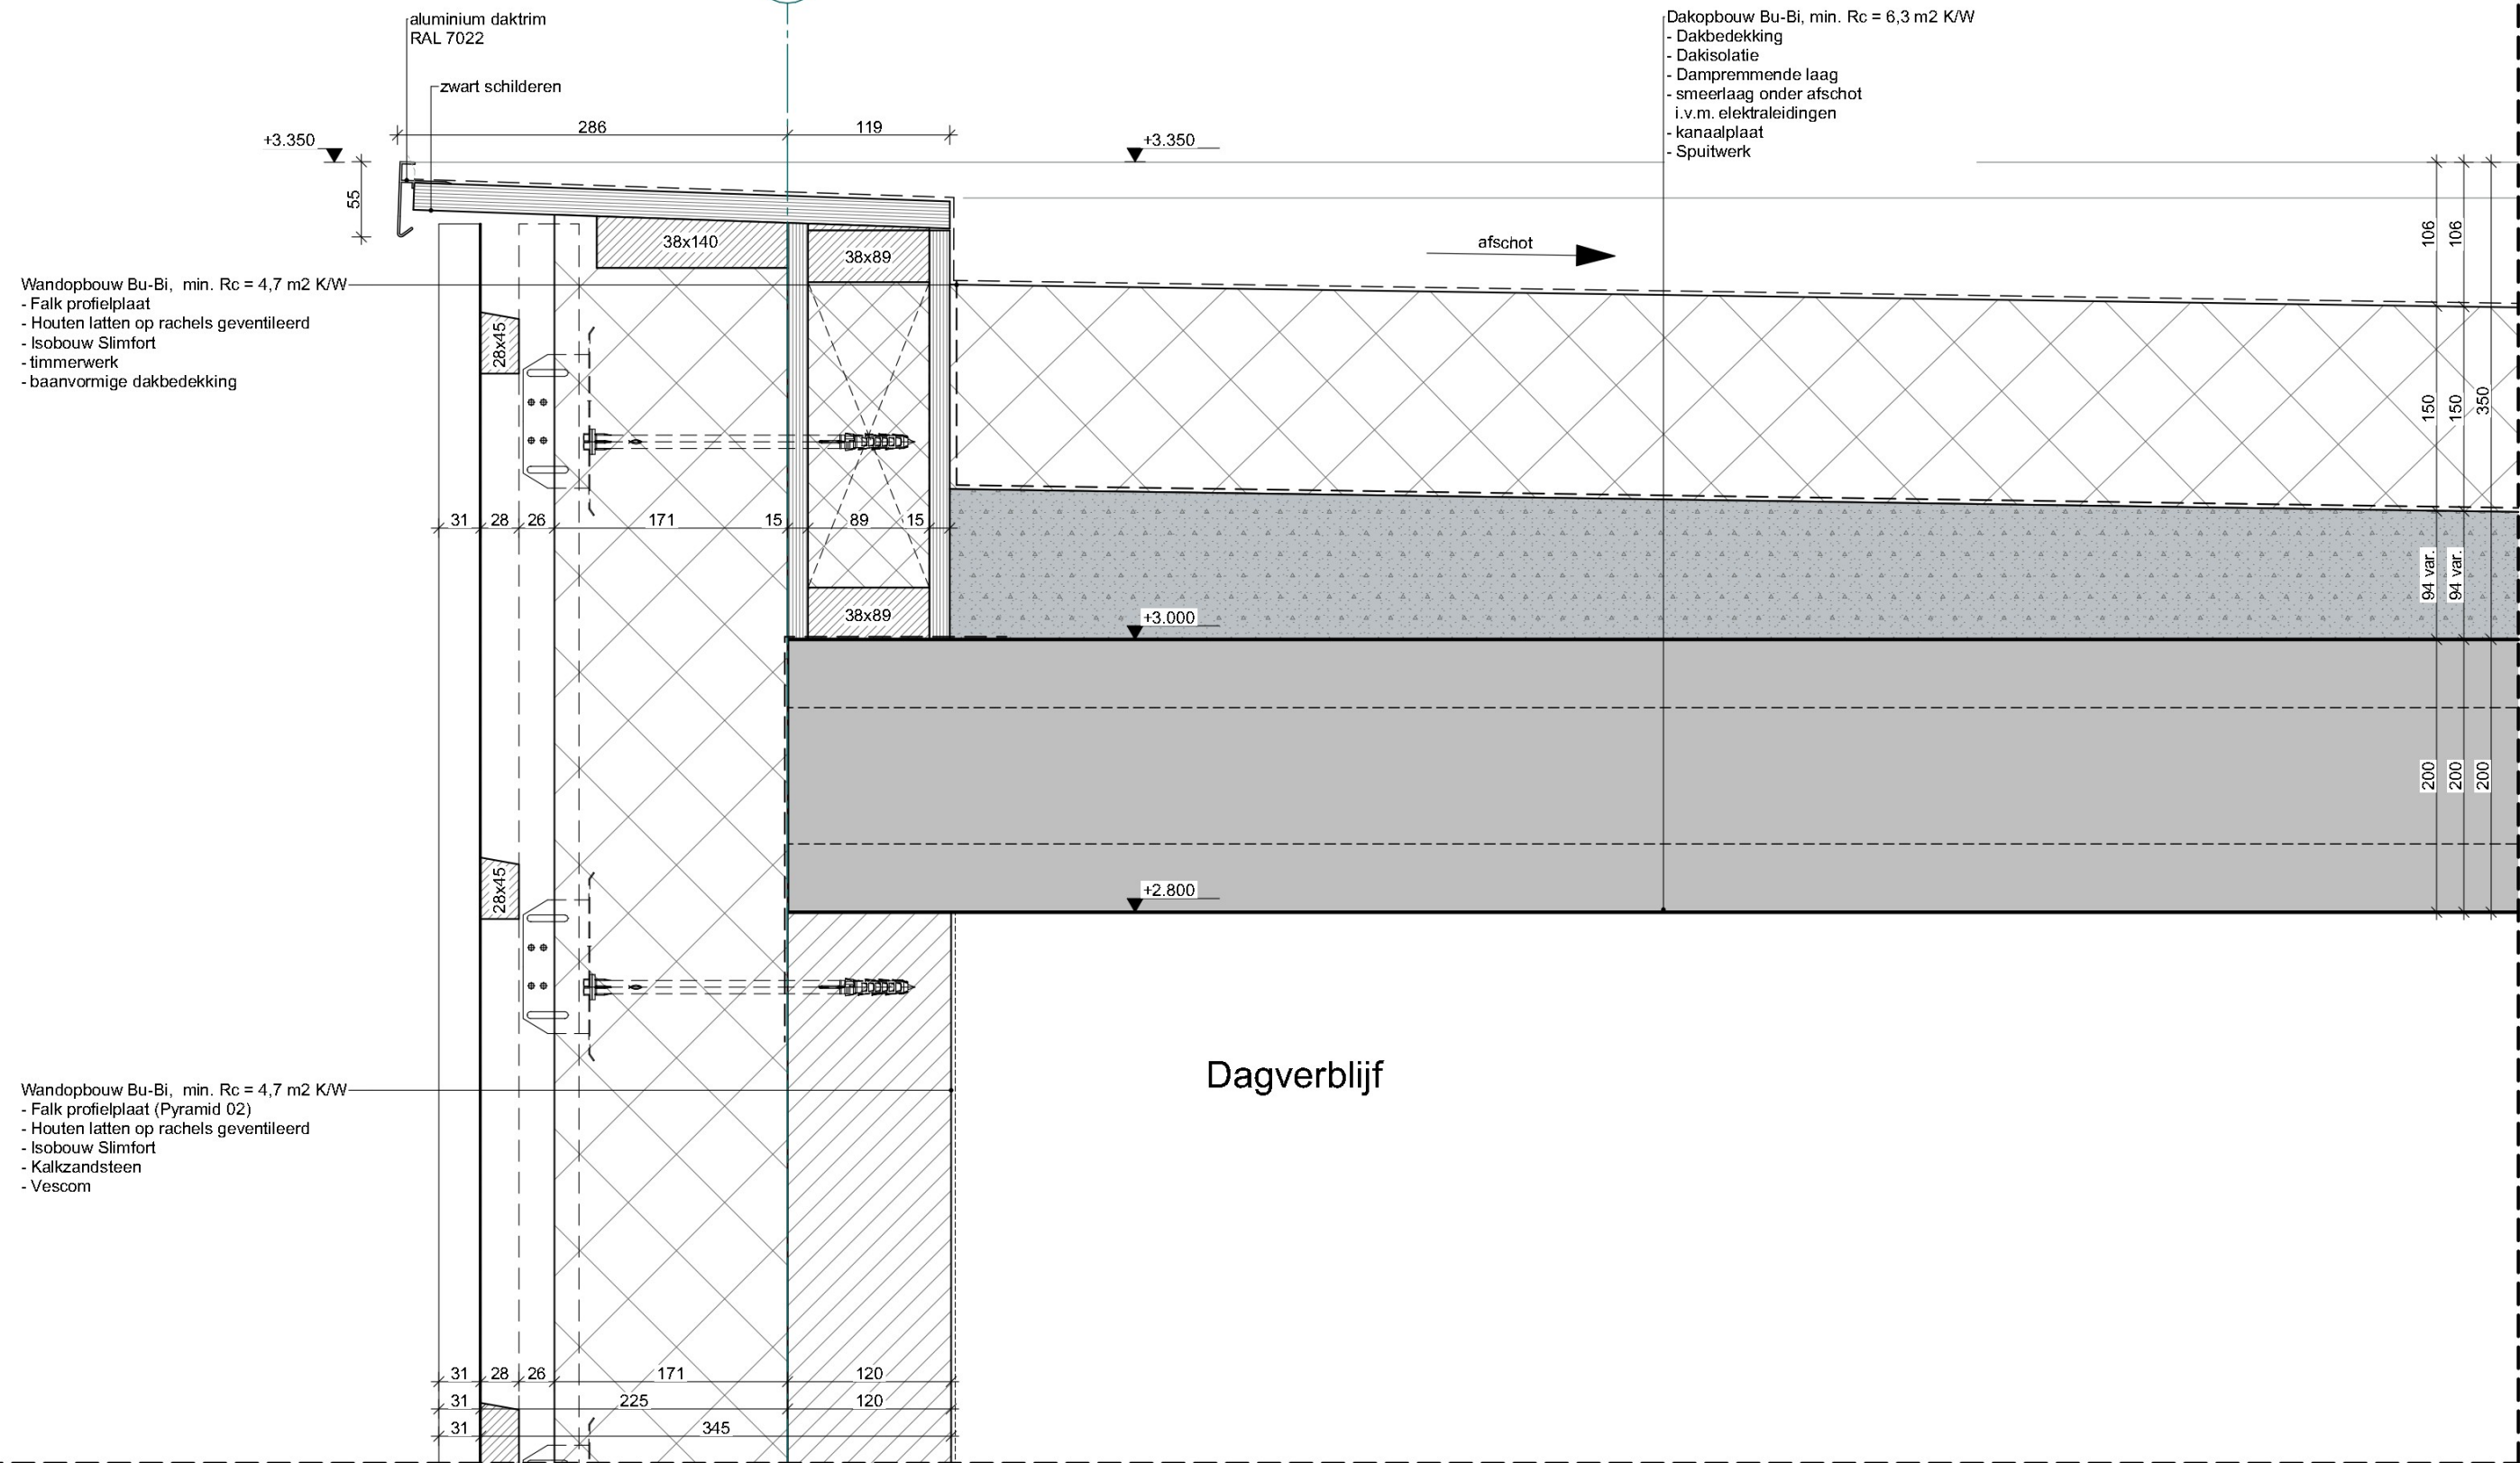 aluminium daktrim
RAL 7022
zwart schilderen
Dakopbouw Bu-Bi, min. Rc = 6,3 m2 K/W
- Dakbedekking
- Dakisolatie
- Dampremmende laag
- smeerlaag onder afschot
i.v.m. elektraleidingen
- kanaalplaat
- Spuitwerk
286
119
+3.350
+3.350
55
38x140
38x89
afschot
106
106
Wandopbouw Bu-Bi, min. Rc = 4,7 m2 K/W
- Falk profielplaat
- Houten latten op rachels geventileerd
- Isobouw Slimfort
- timmerwerk
- baanvormige dakbedekking
28x45
150
150
350
31
28
26
171
15
89
15
94 var.
94 var.
38x89
+3.000
200
200
200
28x45
+2.800
Dagverblijf
Wandopbouw Bu-Bi, min. Rc = 4,7 m2 K/W
- Falk profielplaat (Pyramid 02)
- Houten latten op rachels geventileerd
- Isobouw Slimfort
- Kalkzandsteen
- Vescom
31
28
26
171
120
31
225
120
31
345